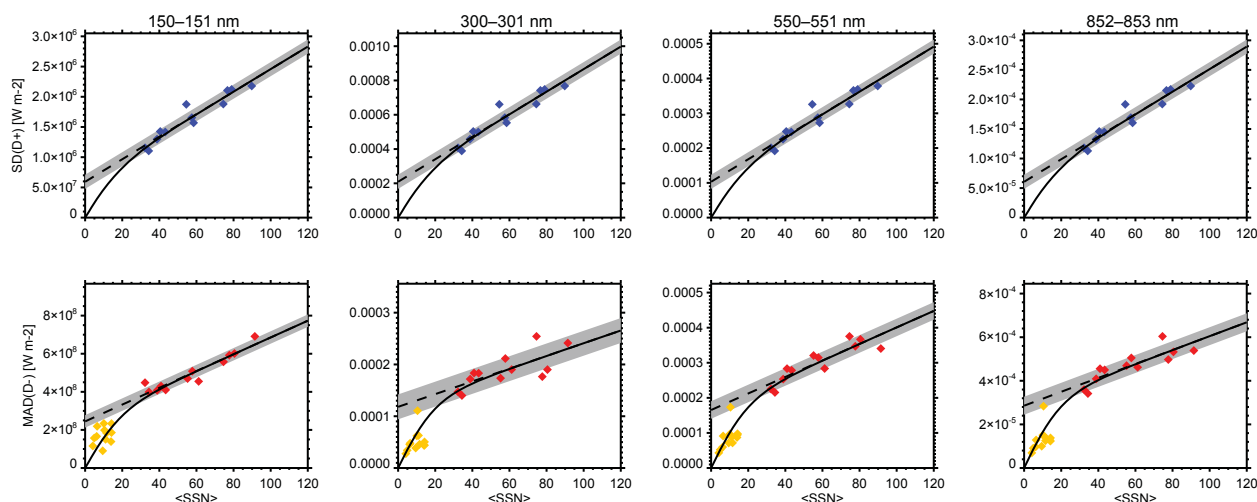 150–151 nm
300–301 nm
550–551 nm
852–853 nm
SD(D+) [W m-2]
3.0×10⁶
2.5×10⁶
2.0×10⁶
1.5×10⁶
1.0×10⁶
5.0×10⁷
0
0 20 40 60 80 100 120
0.0010
0.0008
0.0006
0.0004
0.0002
0.0000
0 20 40 60 80 100 120
0.0005
0.0004
0.0003
0.0002
0.0001
0.0000
0 20 40 60 80 100 120
3.0×10⁻⁴
2.5×10⁻⁴
2.0×10⁻⁴
1.5×10⁻⁴
1.0×10⁻⁴
5.0×10⁻⁵
0
0 20 40 60 80 100 120
MAD(D-) [W m-2]
8×10⁸
6×10⁸
4×10⁸
2×10⁸
0
0 20 40 60 80 100 120
<SSN>
0.0003
0.0002
0.0001
0.0000
0 20 40 60 80 100 120
<SSN>
0.0005
0.0004
0.0003
0.0002
0.0001
0.0000
0 20 40 60 80 100 120
<SSN>
8×10⁻⁴
6×10⁻⁴
4×10⁻⁴
2×10⁻⁵
0
0 20 40 60 80 100 120
<SSN>